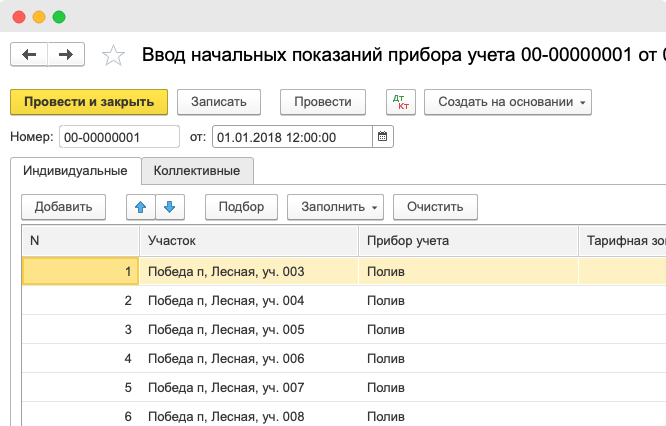 Ввод начальных показаний прибора учета 00-00000001 от
Провести и закрыть Записать Провести Дт Кт Создать на основании
Номер: 00-00000001 от: 01.01.2018 12:00:00
Индивидуальные Коллективные
Добавить Подбор Заполнить Очистить
N Участок Прибор учета Тарифная зо
1 Победа п, Лесная, уч. 003 Полив
2 Победа п, Лесная, уч. 004 Полив
3 Победа п, Лесная, уч. 005 Полив
4 Победа п, Лесная, уч. 006 Полив
5 Победа п, Лесная, уч. 007 Полив
6 Победа п, Лесная, уч. 008 Полив